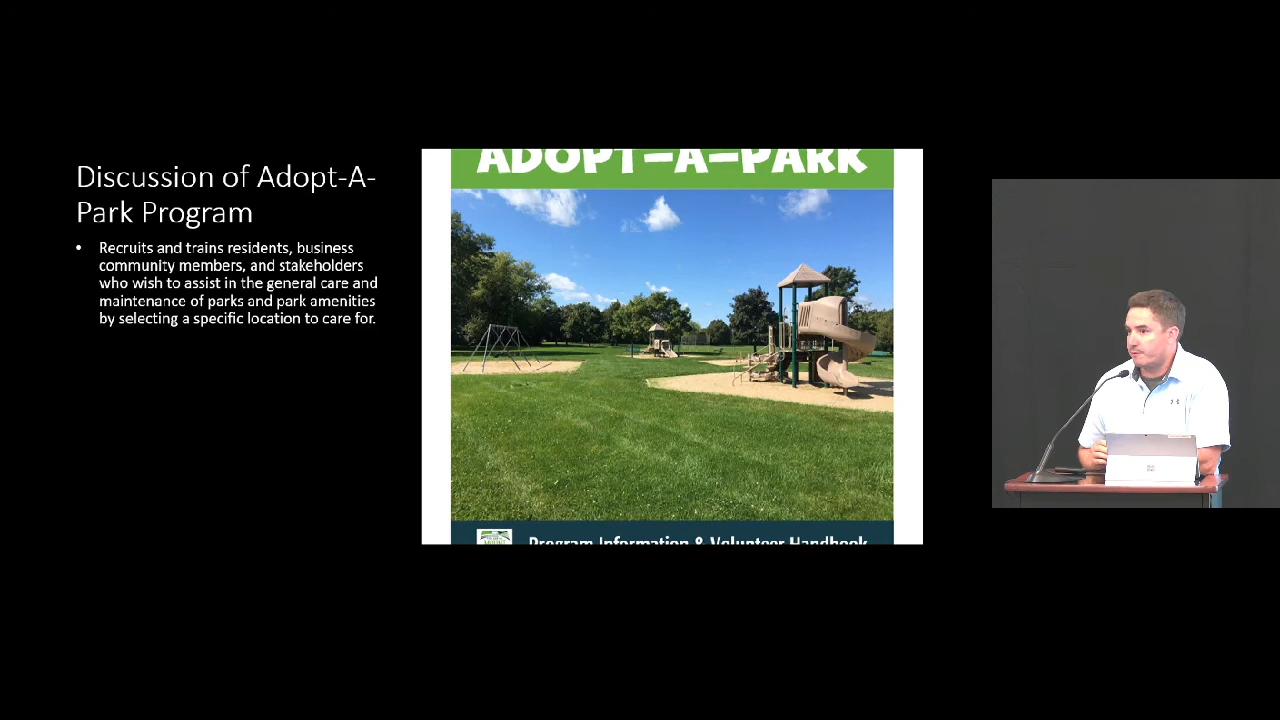 Discussion of Adopt-A-
Park Program
• Recruits and trains residents, business
community members, and stakeholders
who wish to assist in the general care and
maintenance of parks and park amenities
by selecting a specific location to care for.
ADOPT-A-PARK
Program Information & Volunteer Handbook